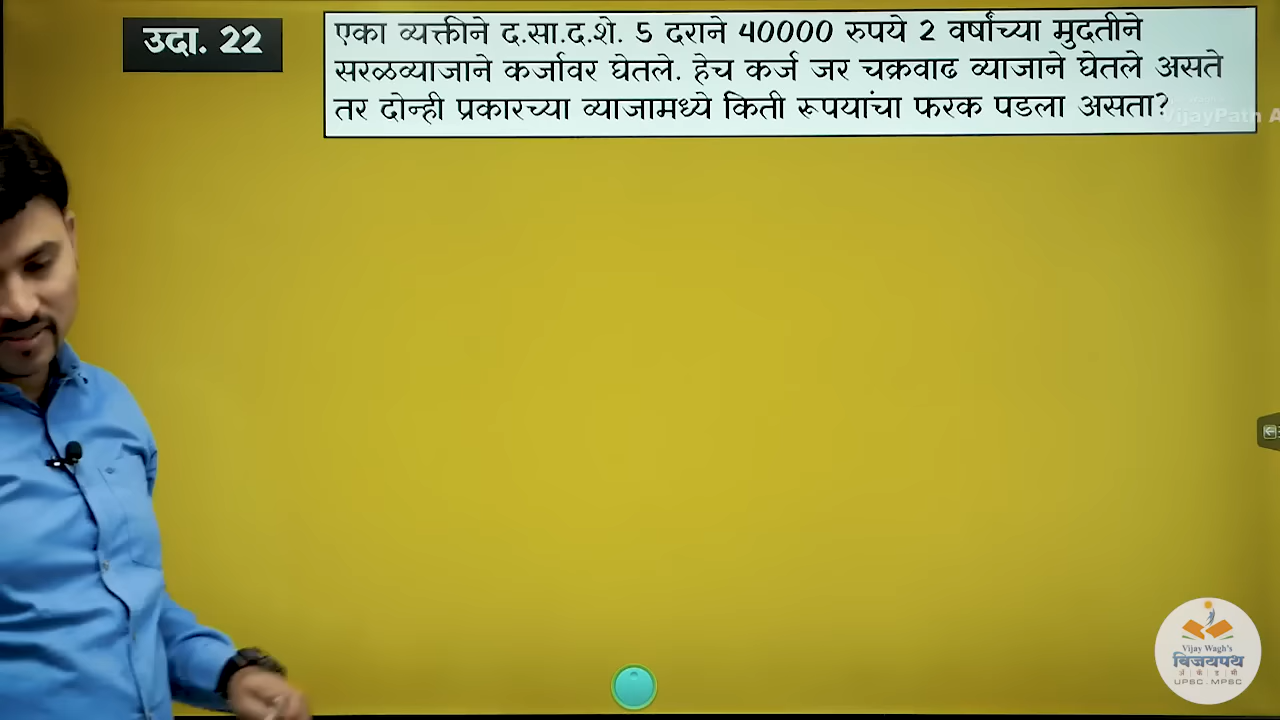 उदा. 22
एका व्यक्तीने द.सा.द.शे. 5 दराने 40000 रुपये 2 वर्षांच्या मुदतीने
सरळव्याजाने कर्जावर घेतले. हेच कर्ज जर चक्रवाढ व्याजाने घेतले असते
तर दोन्ही प्रकारच्या व्याजामध्ये किती रूपयांचा फरक पडला असता?
VijayPath A
Vijay Wagh's
विजयपथ
अॅ कॅ ड मी
UPSC - MPSC